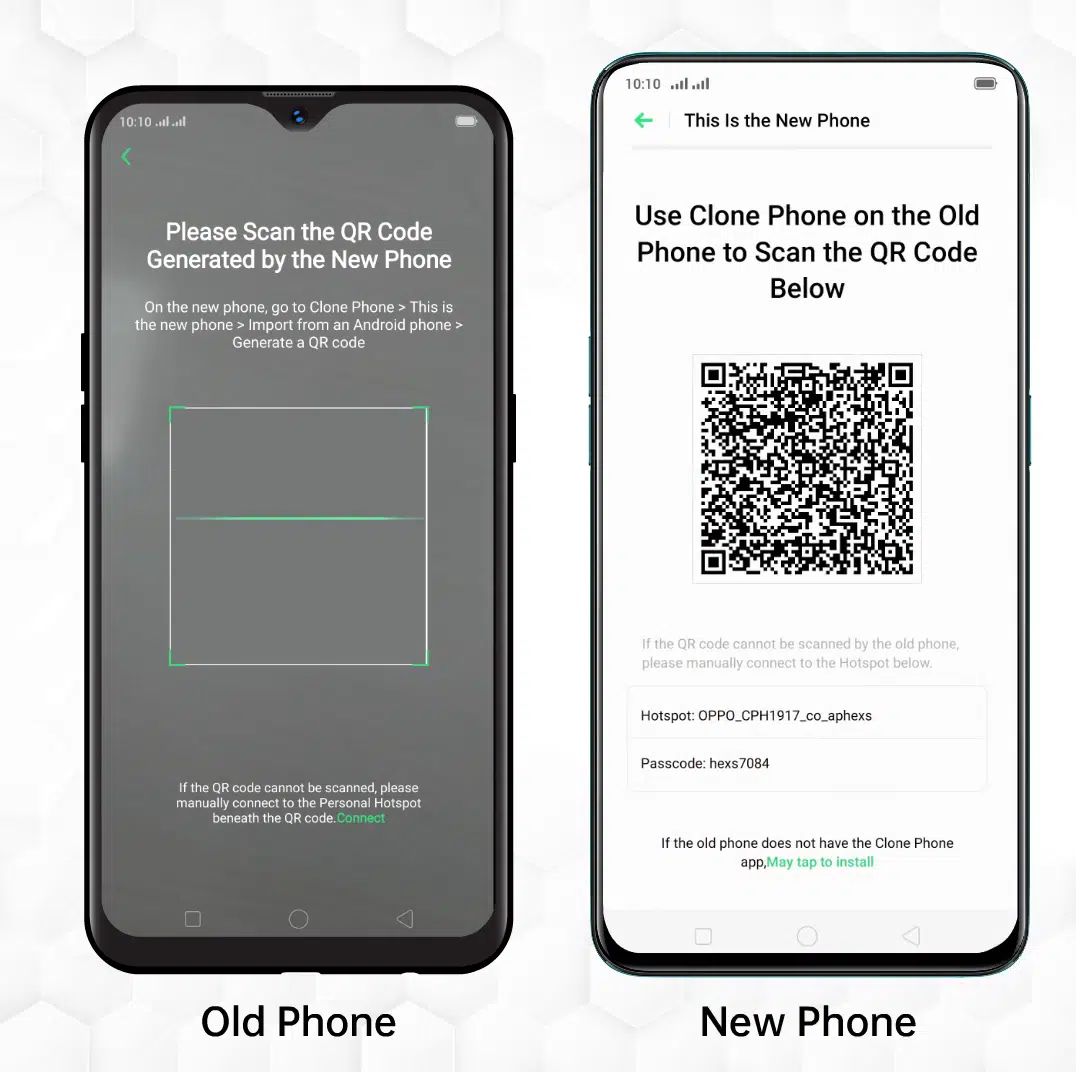 10:10
Please Scan the QR Code
Generated by the New Phone
On the new phone, go to Clone Phone > This is
the new phone > Import from an Android phone >
Generate a QR code
If the QR code cannot be scanned, please
manually connect to the Personal Hotspot
beneath the QR code.Connect
Old Phone
10:10
This Is the New Phone
Use Clone Phone on the Old
Phone to Scan the QR Code
Below
If the QR code cannot be scanned by the old phone,
please manually connect to the Hotspot below.
Hotspot: OPPO_CPH1917_co_aphexs
Passcode: hexs7084
If the old phone does not have the Clone Phone
app,May tap to install
New Phone